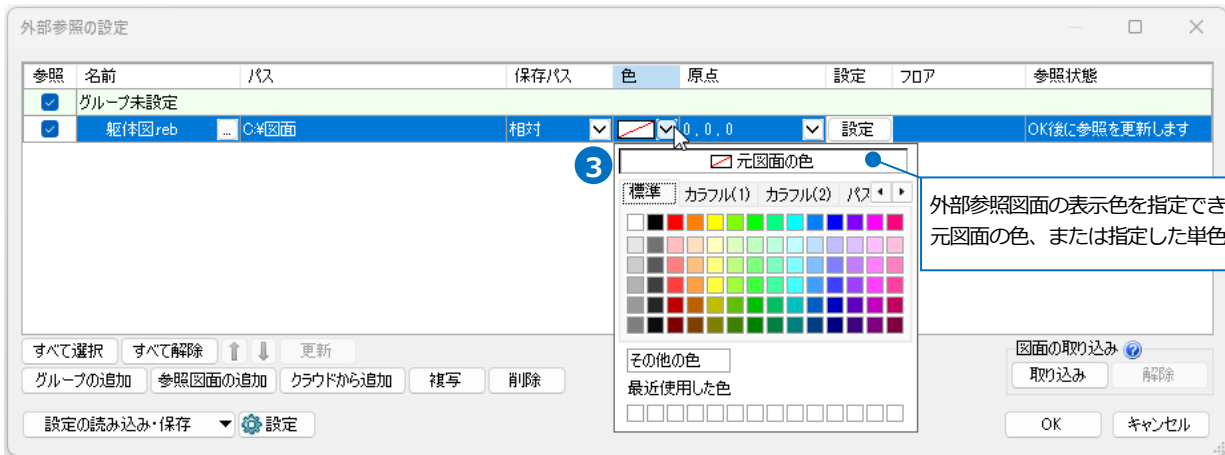 外部参照の設定
参照 名前 パス 保存パス 色 原点 設定 フロア 参照状態
グループ未設定
躯体図.reb ... C:¥図面 相対 0, 0, 0 設定 OK後に参照を更新します
3
元図面の色
標準 カラフル(1) カラフル(2) パス
外部参照図面の表示色を指定でき
元図面の色、または指定した単色
その他の色
最近使用した色
すべて選択 すべて解除 更新
グループの追加 参照図面の追加 クラウドから追加 複写 削除
図面の取り込み
取り込み 解除
設定の読み込み・保存 設定
OK キャンセル